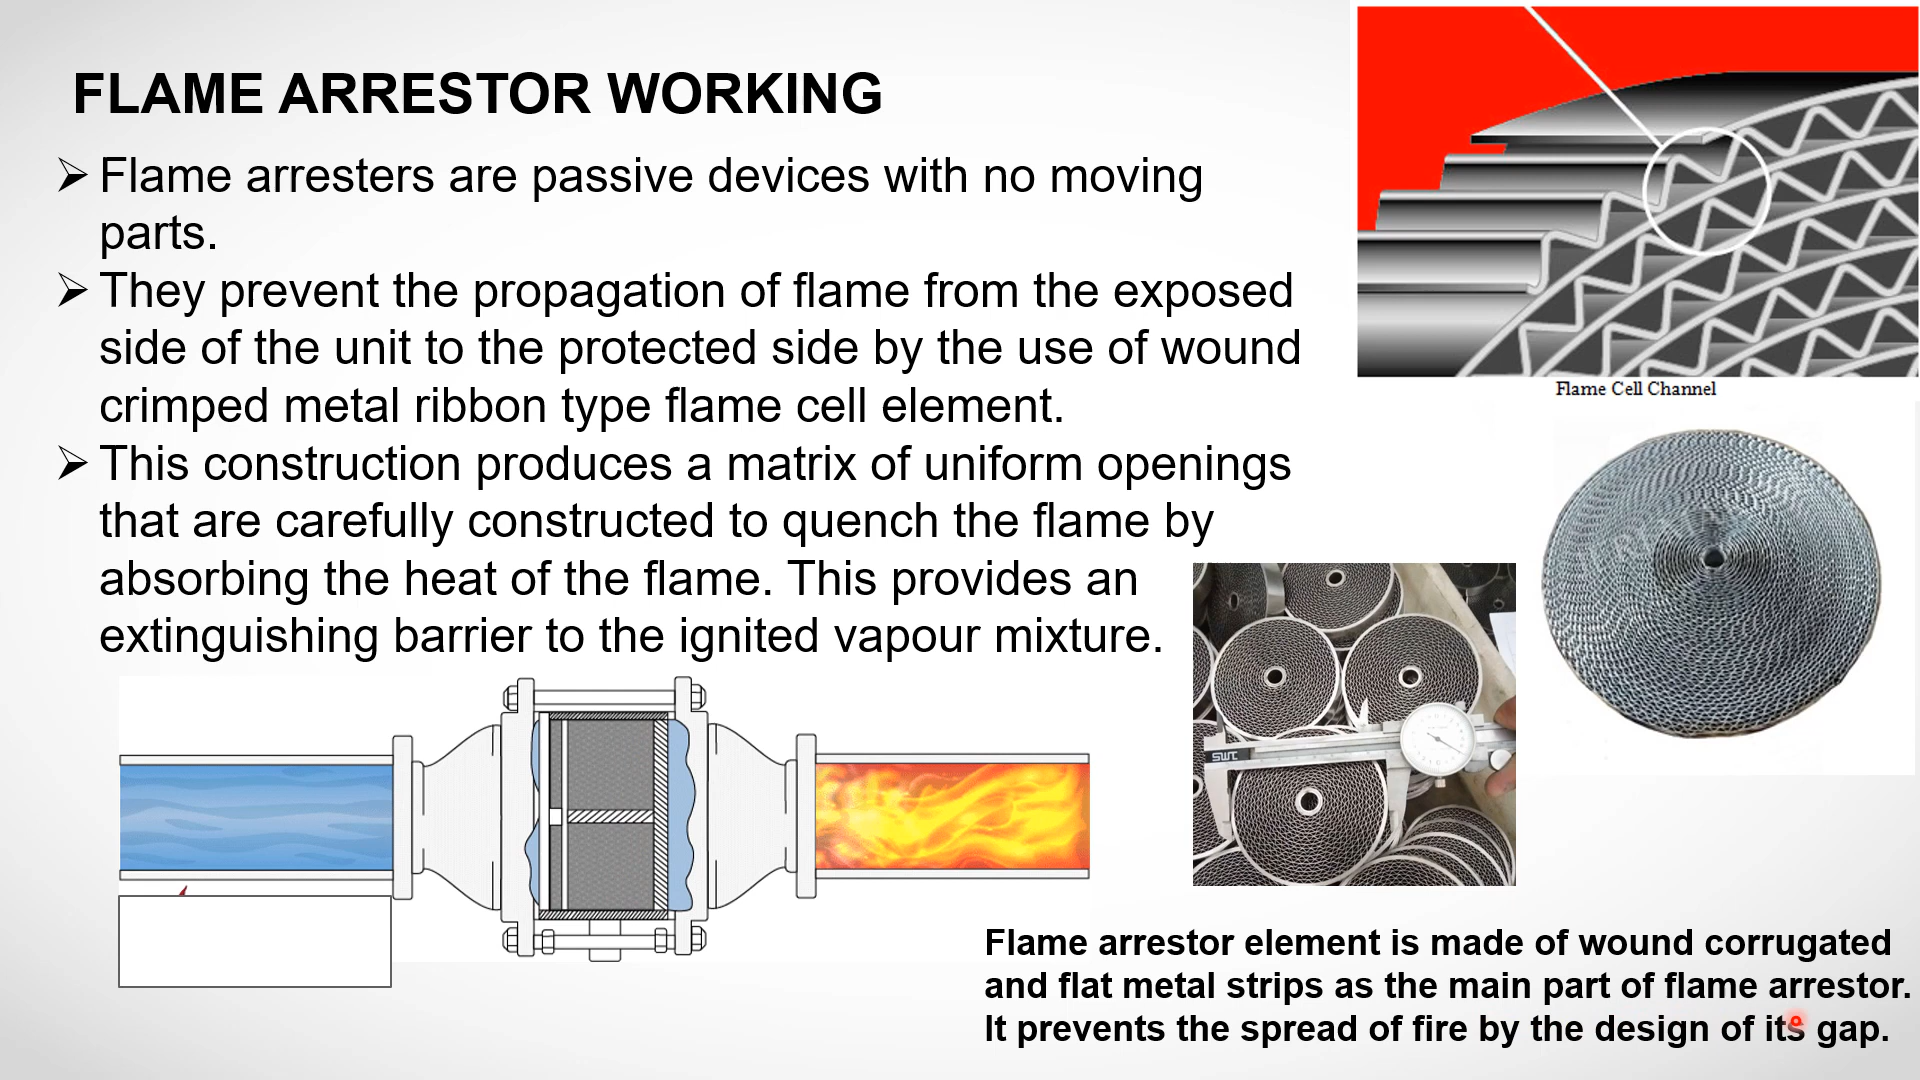 FLAME ARRESTOR WORKING
Flame arresters are passive devices with no moving
parts.
They prevent the propagation of flame from the exposed
side of the unit to the protected side by the use of wound
crimped metal ribbon type flame cell element.
This construction produces a matrix of uniform openings
that are carefully constructed to quench the flame by
absorbing the heat of the flame. This provides an
extinguishing barrier to the ignited vapour mixture.
Flame Cell Channel
SWT
Flame arrestor element is made of wound corrugated
and flat metal strips as the main part of flame arrestor.
It prevents the spread of fire by the design of its gap.